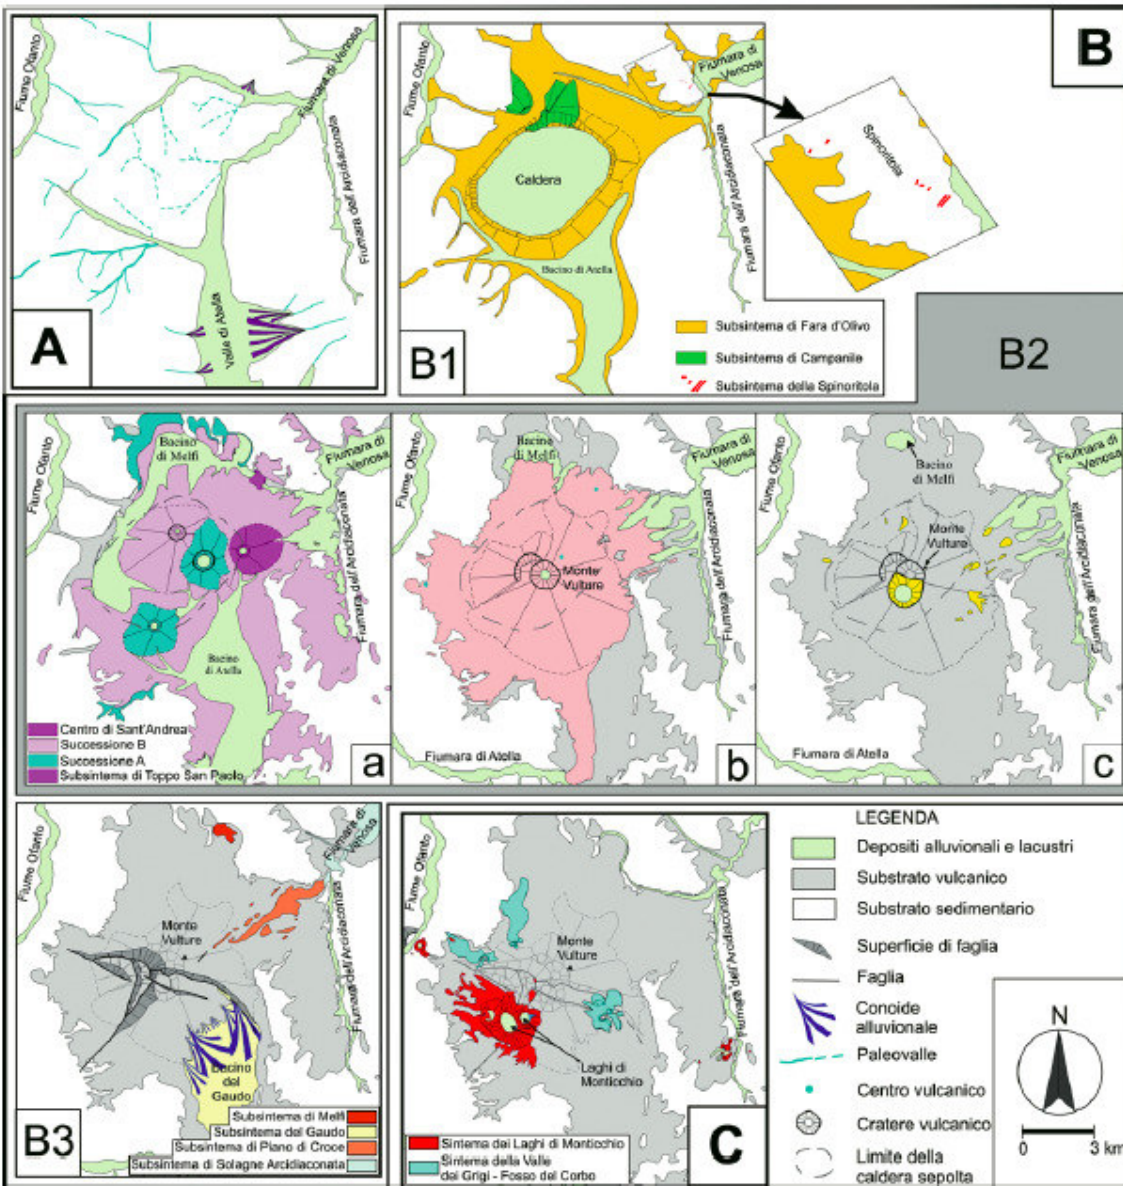 Fiume Ofanto
Fiumara di Venosa
Fiumara dell'Arcidiaconata
Valle di Atella
A
Fiume Ofanto
Fiumara di
Venosa
Caldera
Bacino di Atella
Fiumara dell'Arcidiaconata
Spinoritola
B
B1
Subsintema di Fara d'Olivo
Subsintema di Campanile
Subsintema della Spinoritola
B2
Fiume Ofanto
Bacino
di Melfi
Fiumara di
Venosa
Fiumara dell'Arcidiaconata
Bacino
di Atella
Centro di Sant'Andrea
Successione B
Successione A
Subsintema di Toppo San Paolo
a
Fiume Ofanto
Bacino
di Melfi
Fiumara di
Venosa
Monte
Vulture
Fiumara dell'Arcidiaconata
Fiumara di Atella
b
Fiume Ofanto
Bacino
di Melfi
Fiumara di
Venosa
Monte
Vulture
Fiumara dell'Arcidiaconata
Fiumara di Atella
c
Fiume Ofanto
Fiumara di
Venosa
Monte
Vulture
Fiumara dell'Arcidiaconata
Bacino
del
Gaudo
B3
Subsintema di Melfi
Subsintema del Gaudo
Subsintema di Piano di Croce
Subsintema di Solagne Arcidiaconata
Fiume Ofanto
Monte
Vulture
Fiumara dell'Arcidiaconata
Laghi di
Monticchio
Sintema dei Laghi di Monticchio
Sintema della Valle
dei Grigi - Fosso del Corbo
C
LEGENDA
Depositi alluvionali e lacustri
Substrato vulcanico
Substrato sedimentario
Superficie di faglia
Faglia
Conoide
alluvionale
Paleovalle
Centro vulcanico
Cratere vulcanico
Limite della
caldera sepolta
N
0 3 km